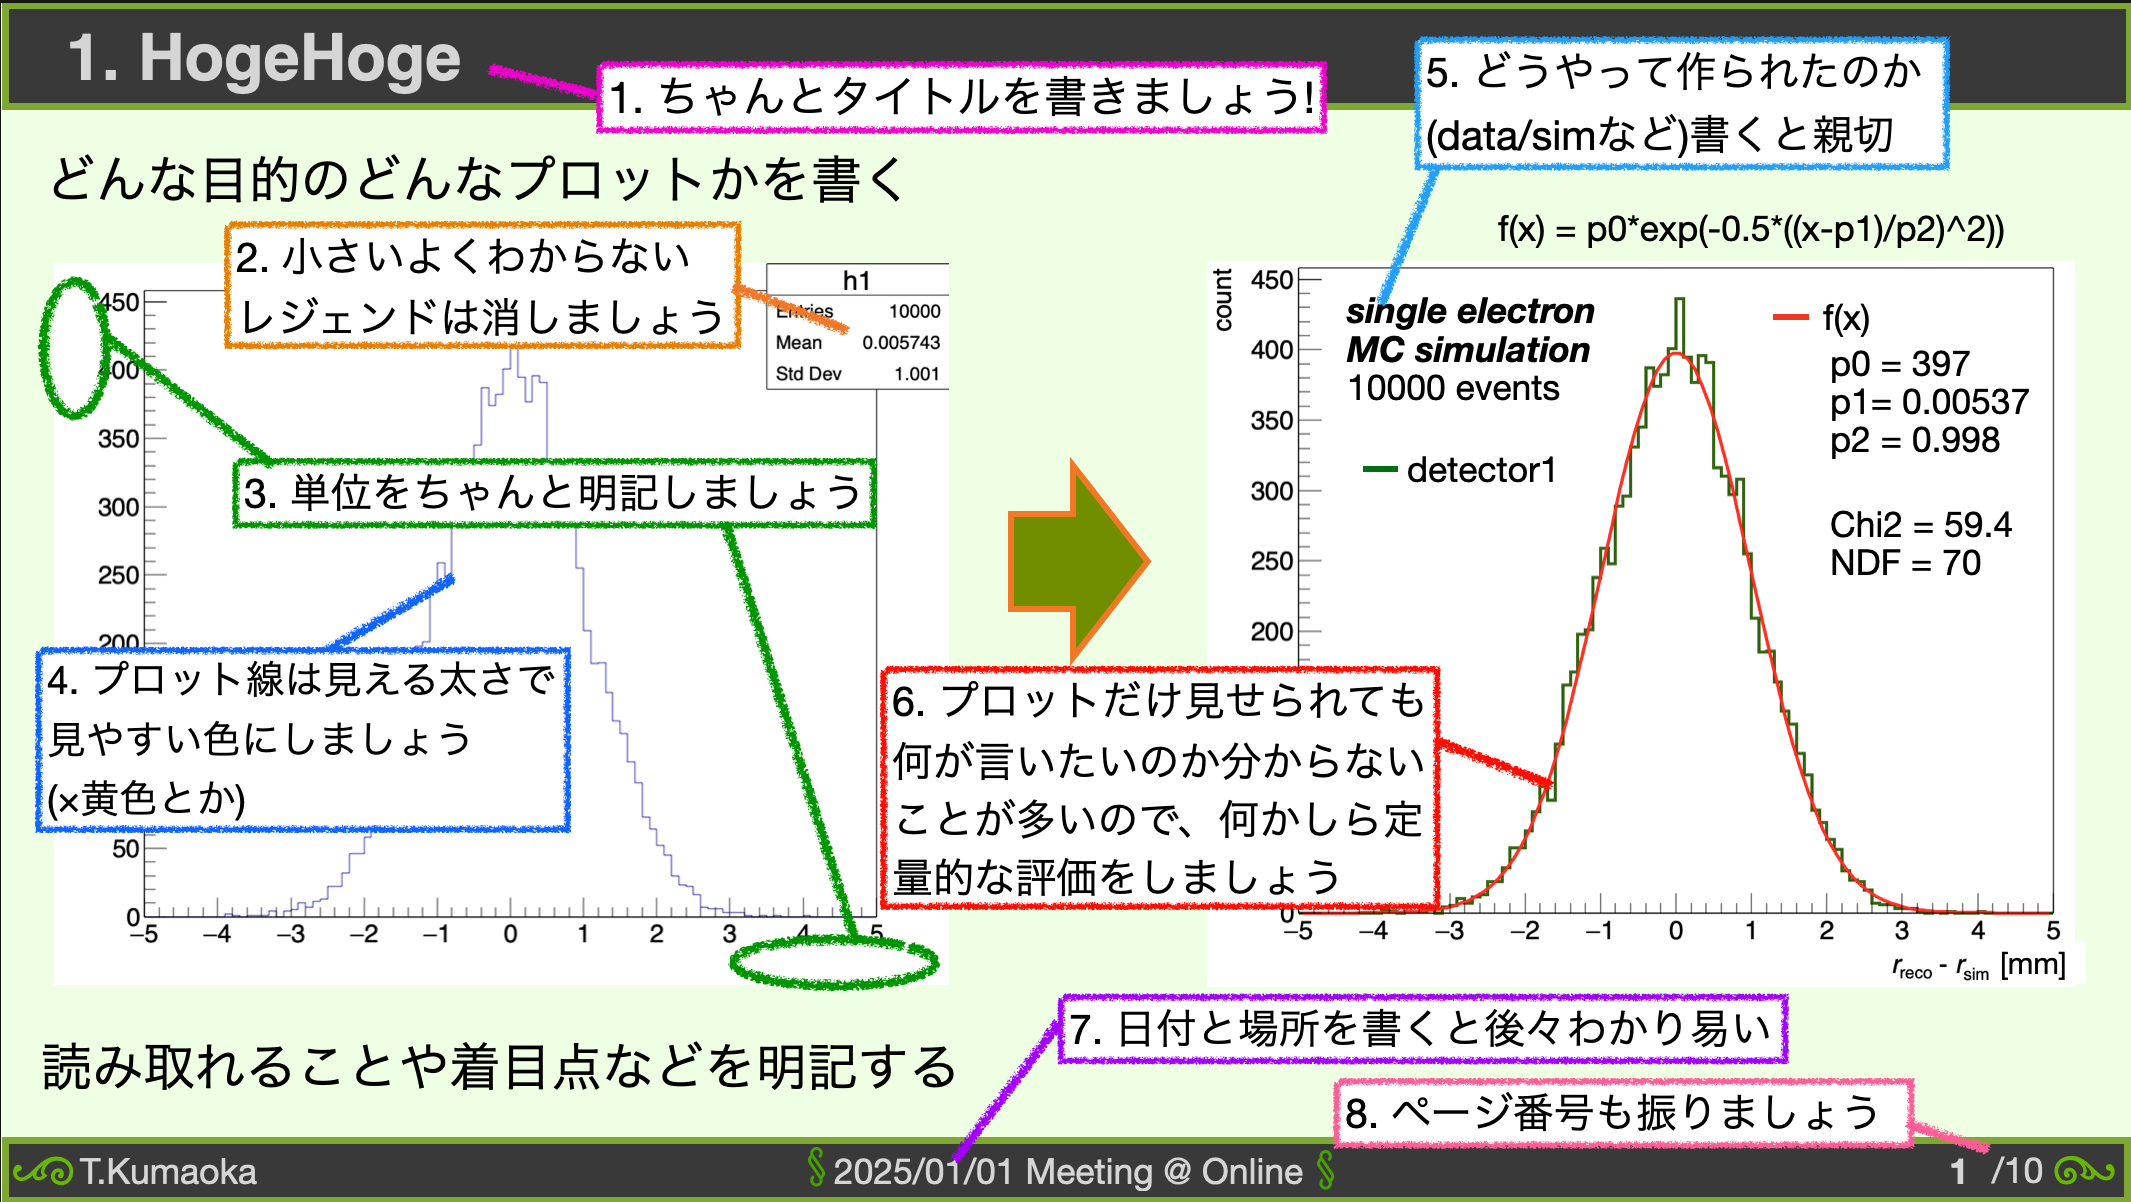 1. HogeHoge
1. ちゃんとタイトルを書きましょう!
5. どうやって作られたのか
(data/simなど)書くと親切
どんな目的のどんなプロットかを書く
2. 小さいよくわからない
レジェンドは消しましょう
h1
Entries 10000
Mean 0.005743
Std Dev 1.001
450
400
350
300
250
200
50
0
−5 −4 −3 −2 −1 0 1 2 3 4 5
3. 単位をちゃんと明記しましょう
4. プロット線は見える太さで
見やすい色にしましょう
(×黄色とか)
f(x) = p0*exp(-0.5*((x-p1)/p2)^2))
count
450
400
350
300
250
200
0
single electron
MC simulation
10000 events
detector1
f(x)
p0 = 397
p1= 0.00537
p2 = 0.998
Chi2 = 59.4
NDF = 70
−5 −4 −3 −2 −1 0 1 2 3 4 5
rreco - rsim [mm]
6. プロットだけ見せられても
何が言いたいのか分からない
ことが多いので、何かしら定
量的な評価をしましょう
読み取れることや着目点などを明記する
7. 日付と場所を書くと後々わかり易い
8. ページ番号も振りましょう
T.Kumaoka
2025/01/01 Meeting @ Online
1 /10